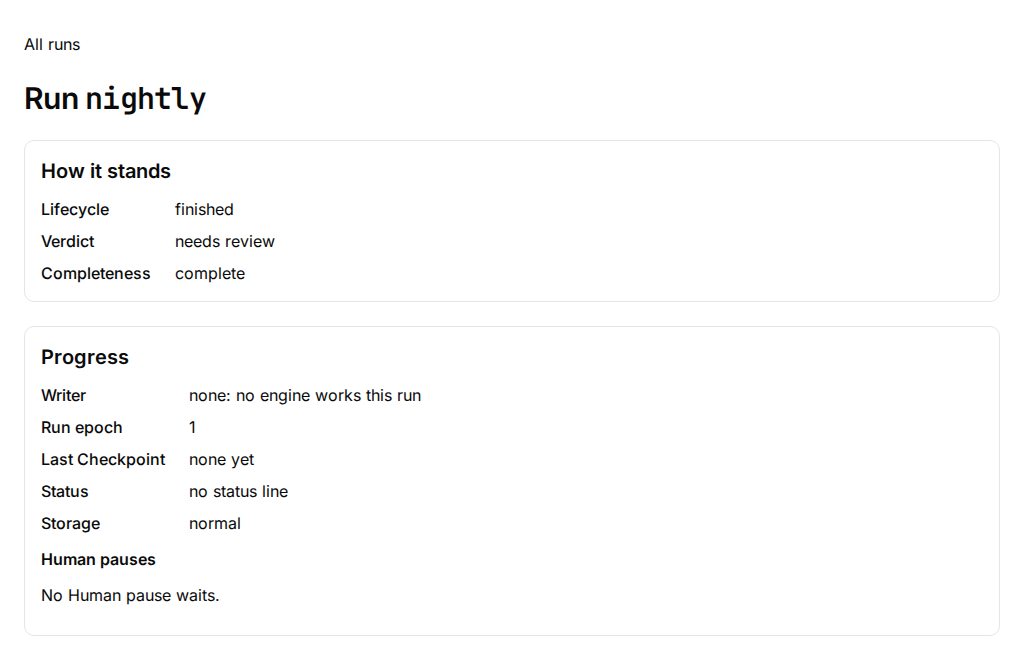 All runs
Run nightly
How it stands
Lifecycle finished
Verdict needs review
Completeness complete
Progress
Writer none: no engine works this run
Run epoch 1
Last Checkpoint none yet
Status no status line
Storage normal
Human pauses
No Human pause waits.